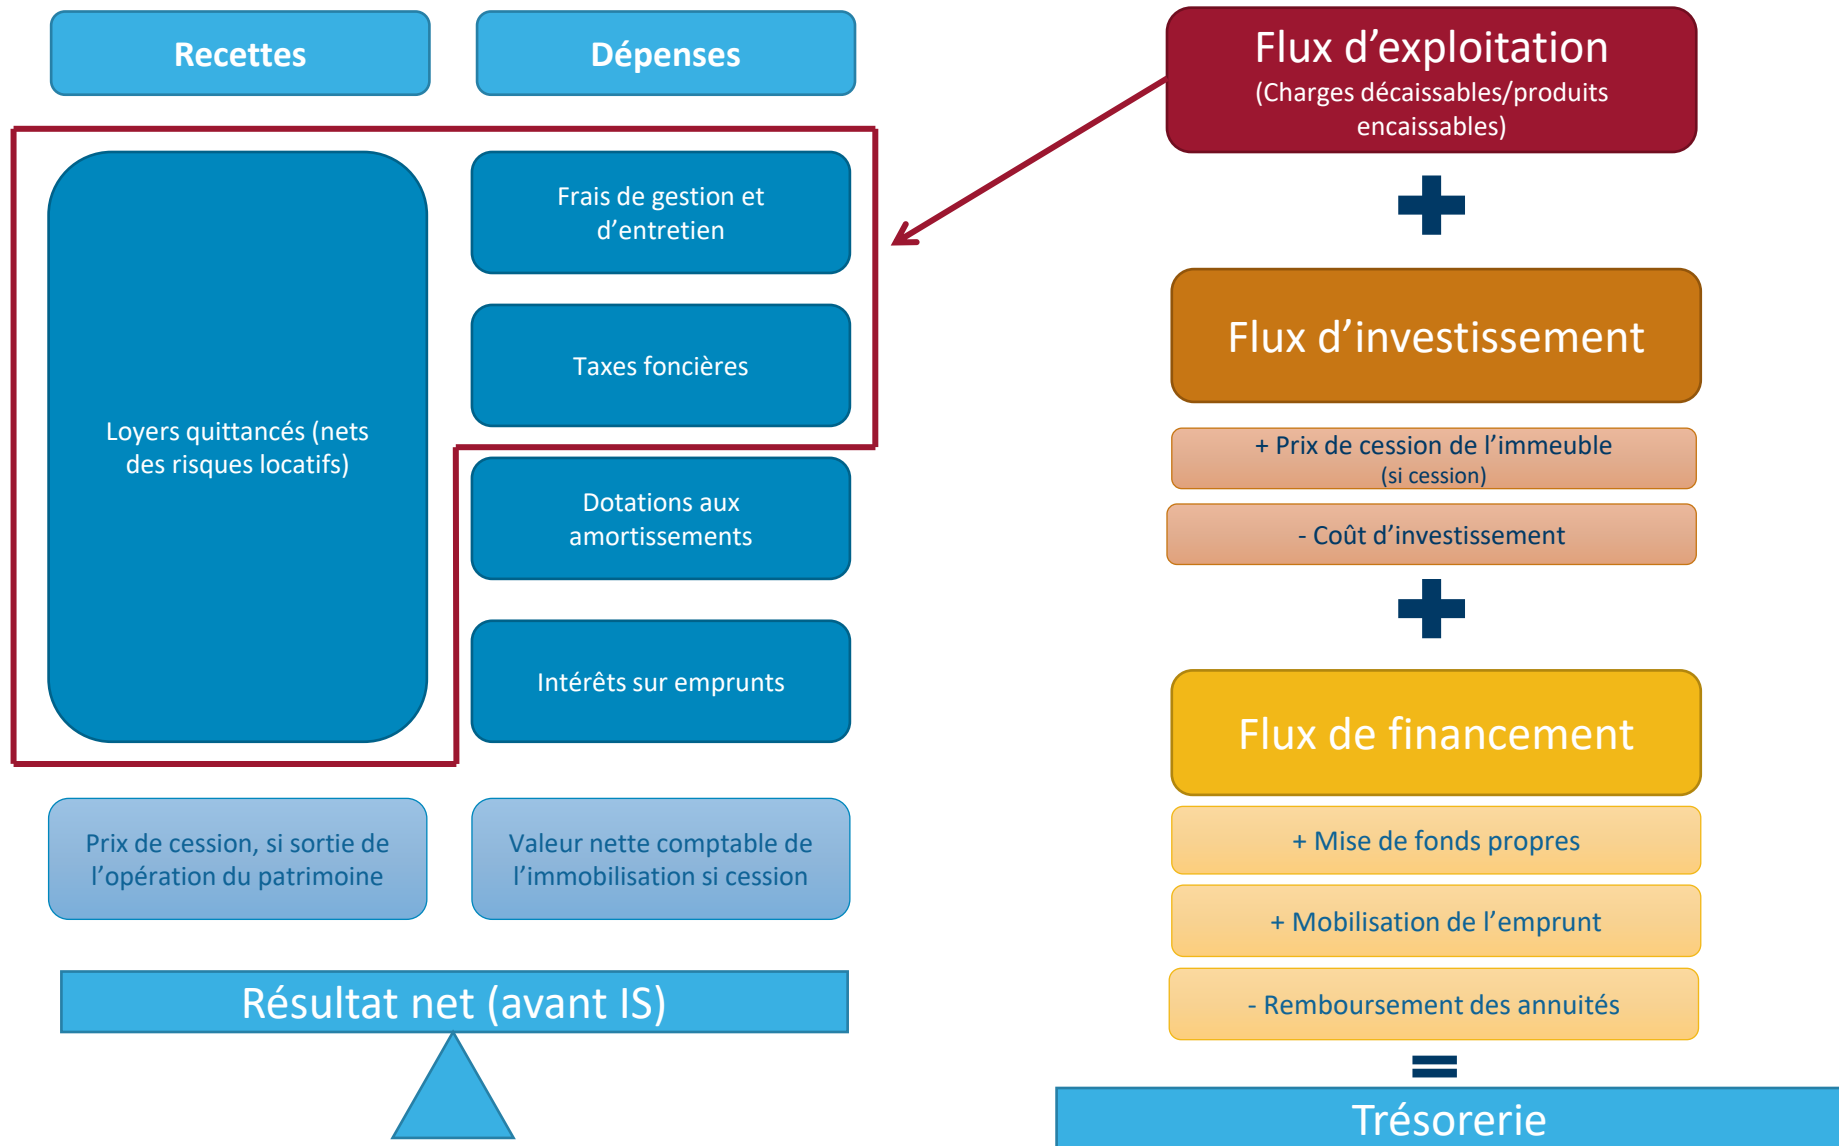 Recettes
Dépenses
Loyers quittancés (nets
des risques locatifs)
Frais de gestion et
d’entretien
Taxes foncières
Dotations aux
amortissements
Intérêts sur emprunts
Prix de cession, si sortie de
l’opération du patrimoine
Valeur nette comptable de
l’immobilisation si cession
Résultat net (avant IS)
Flux d’exploitation
(Charges décaissables/produits
encaissables)
Flux d’investissement
+ Prix de cession de l’immeuble
(si cession)
- Coût d’investissement
Flux de financement
+ Mise de fonds propres
+ Mobilisation de l’emprunt
- Remboursement des annuités
=
Trésorerie